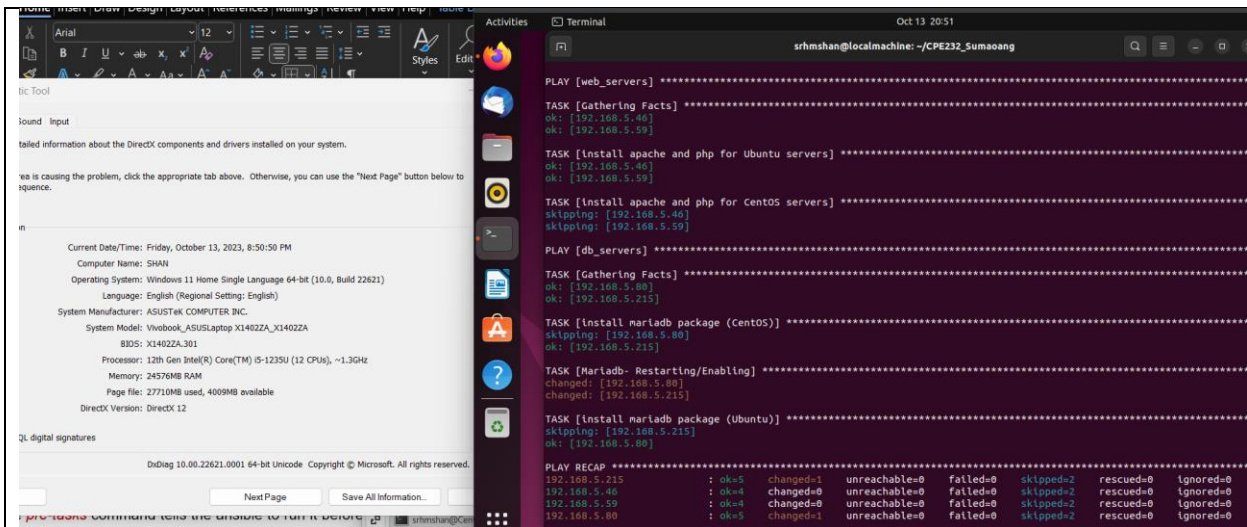 Home Insert Draw Design Layout References Mailings Review View Help Table D
Arial 12
B I U ab x, x² A
Styles Edit
tic Tool
Sound Input
tailed information about the DirectX components and drivers installed on your system.
rea is causing the problem, click the appropriate tab above. Otherwise, you can use the "Next Page" button below to
equence.
on
Current Date/Time: Friday, October 13, 2023, 8:50:50 PM
Computer Name: SHAN
Operating System: Windows 11 Home Single Language 64-bit (10.0, Build 22621)
Language: English (Regional Setting: English)
System Manufacturer: ASUSTeK COMPUTER INC.
System Model: Vivobook_ASUSLaptop X1402ZA_X1402ZA
BIOS: X1402ZA.301
Processor: 12th Gen Intel(R) Core(TM) i5-1235U (12 CPUs), ~1.3GHz
Memory: 24576MB RAM
Page file: 27710MB used, 4009MB available
DirectX Version: DirectX 12
QL digital signatures
DxDiag 10.00.22621.0001 64-bit Unicode Copyright © Microsoft. All rights reserved.
Next Page Save All Information...
pre-tasks command tells the ansible to run it before
srhmshan@Cen
Activities Terminal Oct 13 20:51
srhmshan@localmachine: ~/CPE232_Sumaoang
PLAY [web_servers] ****************************************************
TASK [Gathering Facts] ****************************************************
ok: [192.168.5.46]
ok: [192.168.5.59]
TASK [install apache and php for Ubuntu servers] ****************************************************
ok: [192.168.5.46]
ok: [192.168.5.59]
TASK [install apache and php for CentOS servers] ****************************************************
skipping: [192.168.5.46]
skipping: [192.168.5.59]
PLAY [db_servers] ****************************************************
TASK [Gathering Facts] ****************************************************
ok: [192.168.5.80]
ok: [192.168.5.215]
TASK [install mariadb package (CentOS)] ****************************************************
skipping: [192.168.5.80]
ok: [192.168.5.215]
TASK [Mariadb- Restarting/Enabling] ****************************************************
changed: [192.168.5.80]
changed: [192.168.5.215]
TASK [install mariadb package (Ubuntu)] ****************************************************
skipping: [192.168.5.215]
ok: [192.168.5.80]
PLAY RECAP ****************************************************
192.168.5.215 : ok=5 changed=1 unreachable=0 failed=0 skipped=2 rescued=0 ignored=0
192.168.5.46 : ok=4 changed=0 unreachable=0 failed=0 skipped=2 rescued=0 ignored=0
192.168.5.59 : ok=4 changed=0 unreachable=0 failed=0 skipped=2 rescued=0 ignored=0
192.168.5.80 : ok=5 changed=1 unreachable=0 failed=0 skipped=2 rescued=0 ignored=0